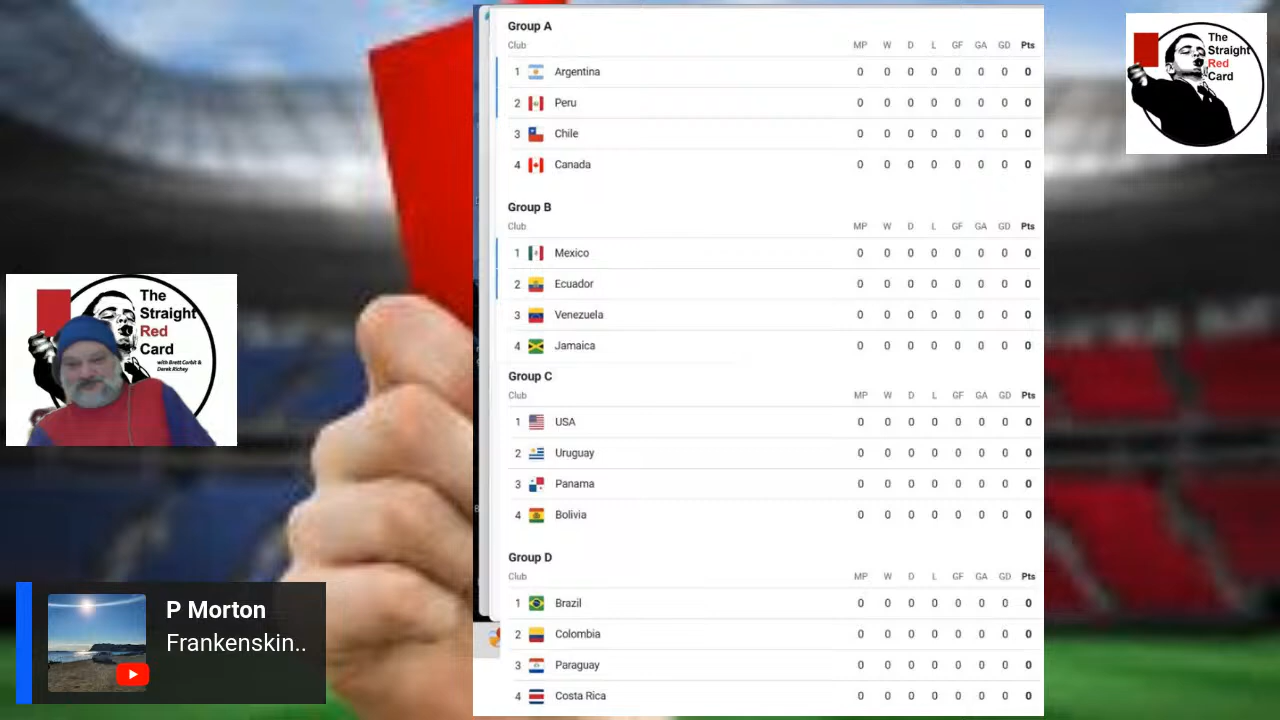 Group A
Club MP W D L GF GA GD Pts
1 Argentina 0 0 0 0 0 0 0 0
2 Peru 0 0 0 0 0 0 0 0
3 Chile 0 0 0 0 0 0 0 0
4 Canada 0 0 0 0 0 0 0 0
Group B
Club MP W D L GF GA GD Pts
1 Mexico 0 0 0 0 0 0 0 0
2 Ecuador 0 0 0 0 0 0 0 0
3 Venezuela 0 0 0 0 0 0 0 0
4 Jamaica 0 0 0 0 0 0 0 0
Group C
Club MP W D L GF GA GD Pts
1 USA 0 0 0 0 0 0 0 0
2 Uruguay 0 0 0 0 0 0 0 0
3 Panama 0 0 0 0 0 0 0 0
4 Bolivia 0 0 0 0 0 0 0 0
Group D
Club MP W D L GF GA GD Pts
1 Brazil 0 0 0 0 0 0 0 0
2 Colombia 0 0 0 0 0 0 0 0
3 Paraguay 0 0 0 0 0 0 0 0
4 Costa Rica 0 0 0 0 0 0 0 0
The
Straight
Red
Card
The
Straight
Red
Card
with Brett Corbit &
Derek Richey
P Morton
Frankenskin..